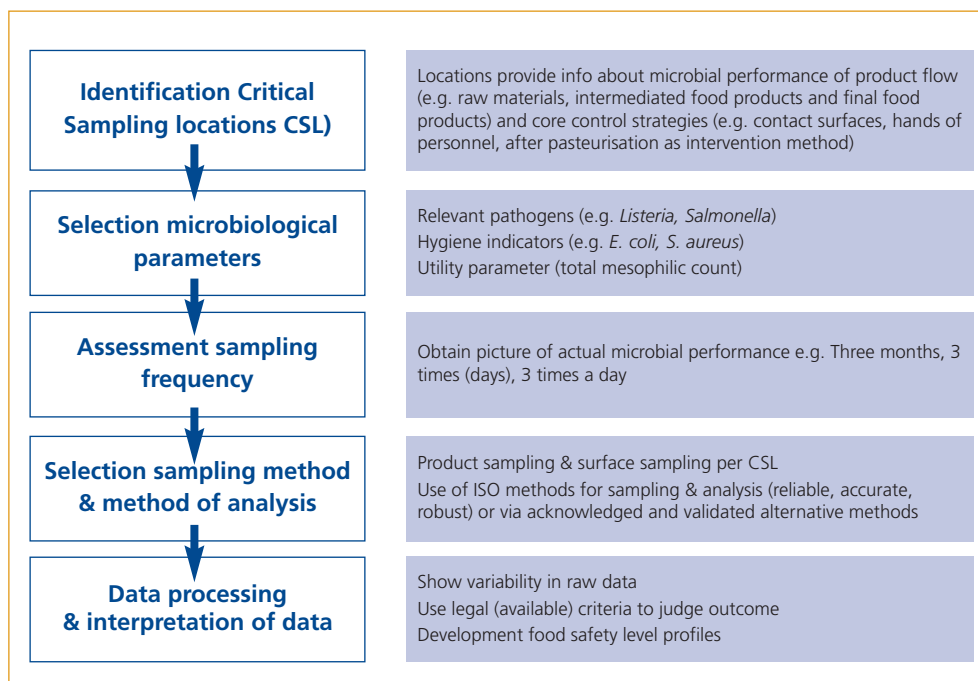 Identification Critical
Sampling locations CSL)
Locations provide info about microbial performance of product flow
(e.g. raw materials, intermediated food products and final food
products) and core control strategies (e.g. contact surfaces, hands of
personnel, after pasteurisation as intervention method)
Selection microbiological
parameters
Relevant pathogens (e.g. Listeria, Salmonella)
Hygiene indicators (e.g. E. coli, S. aureus)
Utility parameter (total mesophilic count)
Assessment sampling
frequency
Obtain picture of actual microbial performance e.g. Three months, 3
times (days), 3 times a day
Selection sampling method
& method of analysis
Product sampling & surface sampling per CSL
Use of ISO methods for sampling & analysis (reliable, accurate,
robust) or via acknowledged and validated alternative methods
Data processing
& interpretation of data
Show variability in raw data
Use legal (available) criteria to judge outcome
Development food safety level profiles